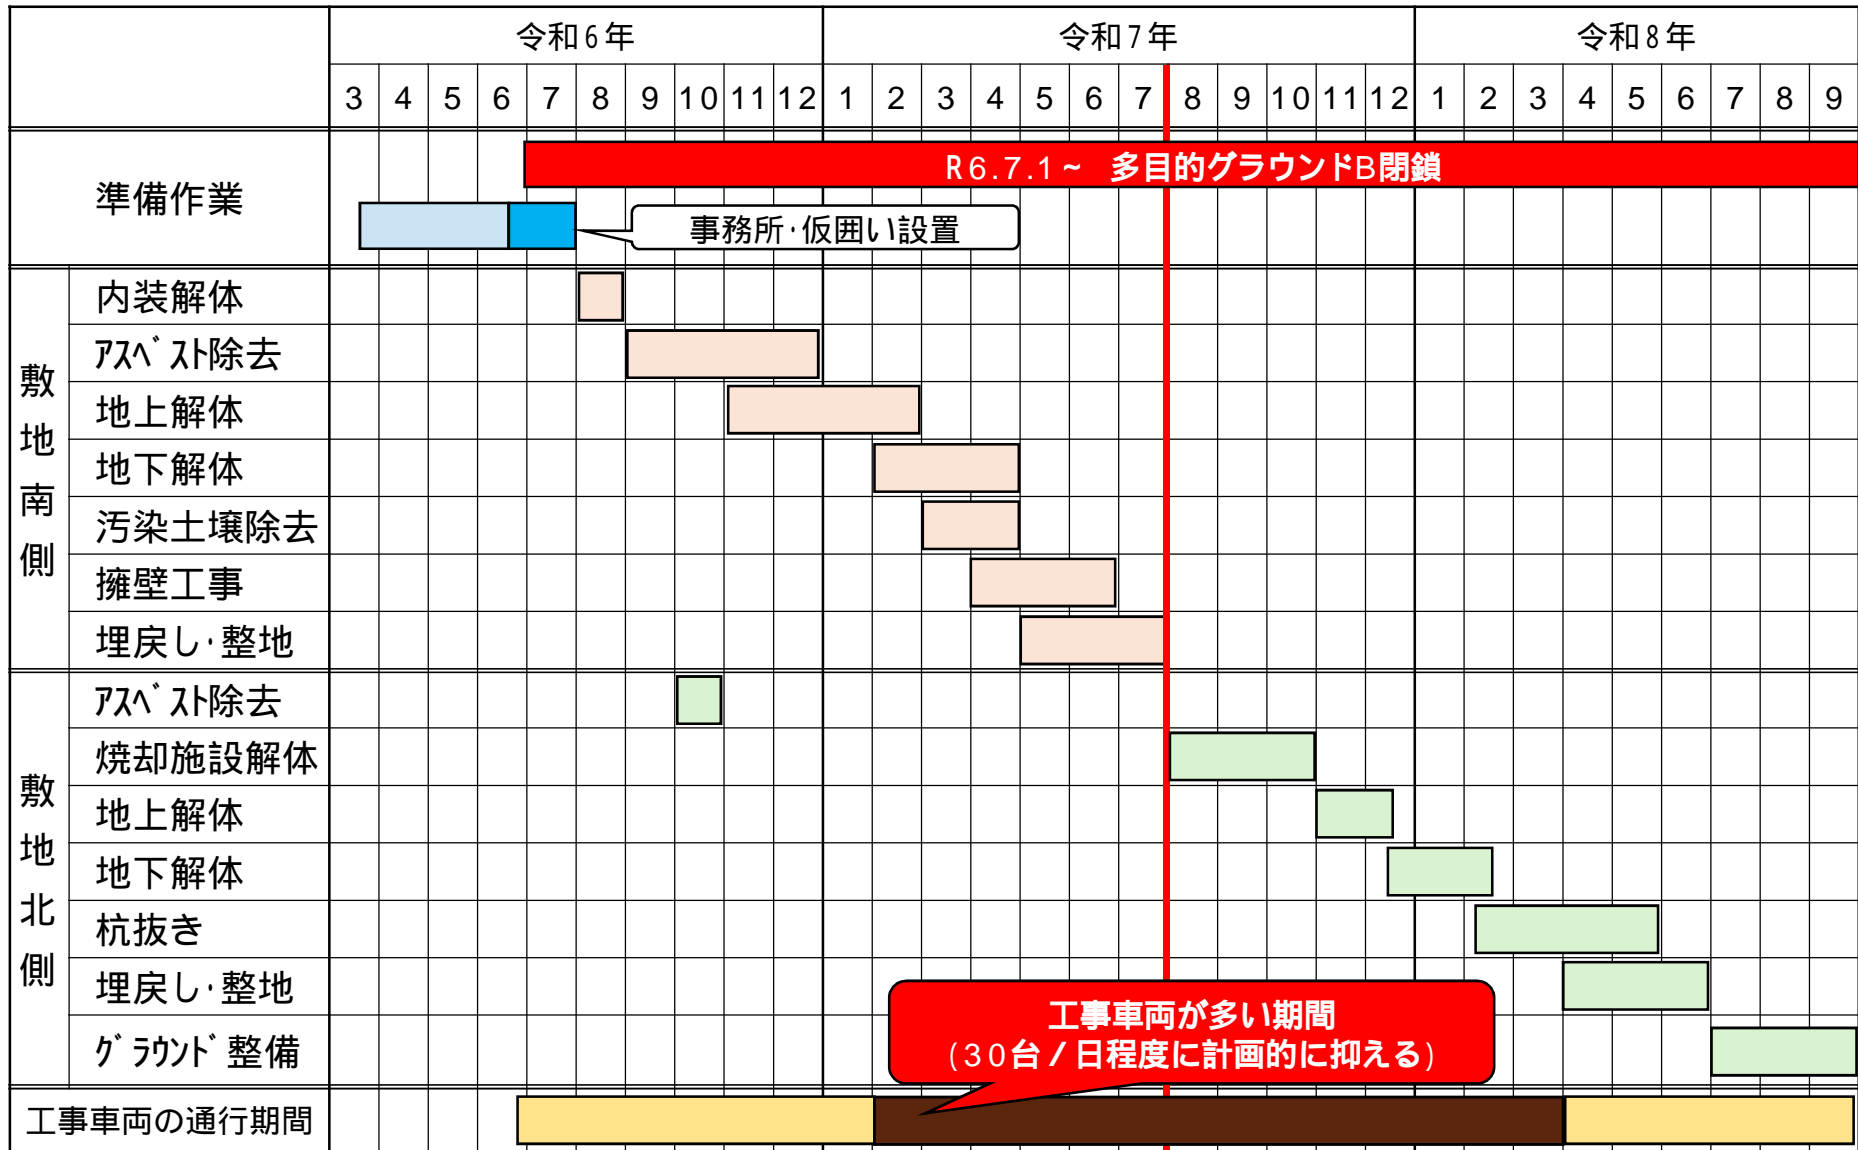 令和6年 令和7年 令和8年
3 4 5 6 7 8 9 10 11 12 1 2 3 4 5 6 7 8 9 10 11 12 1 2 3 4 5 6 7 8 9
準備作業
R6.7.1~ 多目的グラウンドB閉鎖
事務所・仮囲い設置
敷地南側
内装解体
ｱｽﾍﾞｽﾄ除去
地上解体
地下解体
汚染土壌除去
擁壁工事
埋戻し・整地
敷地北側
ｱｽﾍﾞｽﾄ除去
焼却施設解体
地上解体
地下解体
杭抜き
埋戻し・整地
ｸﾞﾗｳﾝﾄﾞ整備
工事車両が多い期間
(30台/日程度に計画的に抑える)
工事車両の通行期間